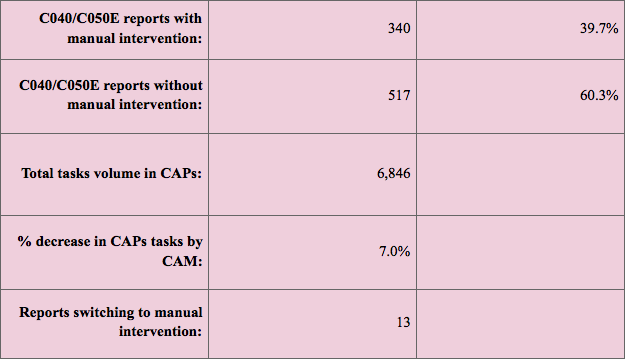 C040/C050E reports with
manual intervention:
340
39.7%
C040/C050E reports without
manual intervention:
517
60.3%
Total tasks volume in CAPs:
6,846
% decrease in CAPs tasks by
CAM:
7.0%
Reports switching to manual
intervention:
13